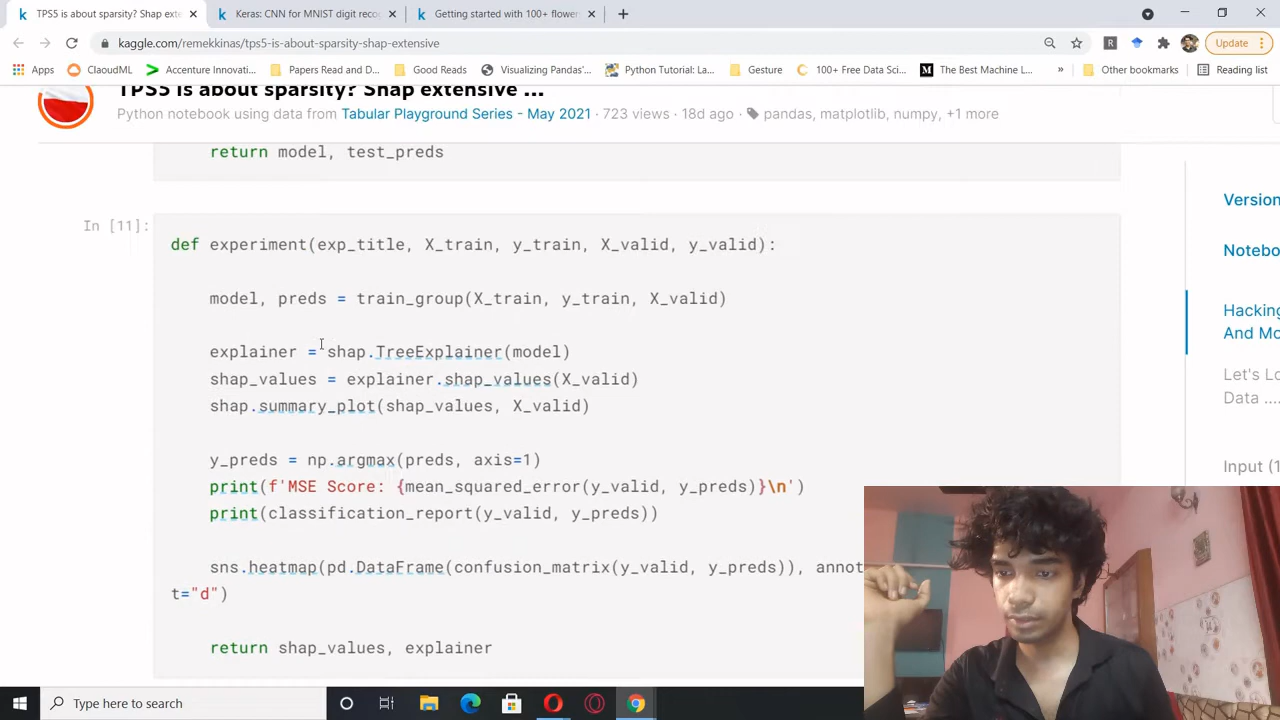 TPS5 is about sparsity? Shap ext
Keras: CNN for MNIST digit reco
Getting started with 100+ flower
kaggle.com/remekkinas/tps5-is-about-sparsity-shap-extensive
Update
Apps
ClaoudML
Accenture Innovati...
Papers Read and D...
Good Reads
Visualizing Pandas'...
Python Tutorial: La...
Gesture
100+ Free Data Sci...
The Best Machine L...
»
Other bookmarks
Reading list
TPS5 is about sparsity? Shap extensive ...
Python notebook using data from Tabular Playground Series - May 2021 · 723 views · 18d ago · pandas, matplotlib, numpy, +1 more
return model, test_preds
In [11]:
def experiment(exp_title, X_train, y_train, X_valid, y_valid):
model, preds = train_group(X_train, y_train, X_valid)
explainer = shap.TreeExplainer(model)
shap_values = explainer.shap_values(X_valid)
shap.summary_plot(shap_values, X_valid)
y_preds = np.argmax(preds, axis=1)
print(f'MSE Score: {mean_squared_error(y_valid, y_preds)}\n')
print(classification_report(y_valid, y_preds))
sns.heatmap(pd.DataFrame(confusion_matrix(y_valid, y_preds)), annot
t="d")
return shap_values, explainer
Version
Notebo
Hacking
And Mo
Let's Lo
Data ....
Input (1
Type here to search